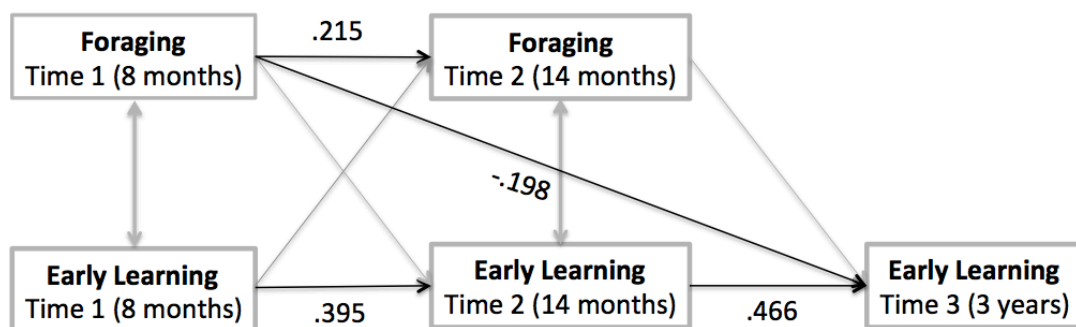 .215
Foraging
Time 1 (8 months)
Foraging
Time 2 (14 months)
-.198
Early Learning
Time 1 (8 months)
Early Learning
Time 2 (14 months)
Early Learning
Time 3 (3 years)
.395
.466